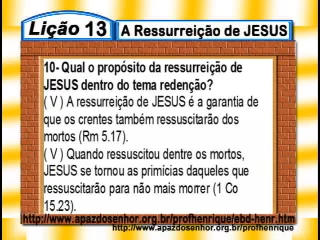 Lição 13
A Ressurreição de JESUS
10- Qual o propósito da ressurreição de
JESUS dentro do tema redenção?
( V ) A ressurreição de JESUS é a garantia de
que os crentes também ressuscitarão dos
mortos (Rm 5.17).
( V ) Quando ressuscitou dentre os mortos,
JESUS se tornou as primícias daqueles que
ressuscitarão para não mais morrer (1 Co
15.23).
http://www.apazdosenhor.org.br/profhenrique/ebd-henr.htm
http://www.apazdosenhor.org.br/profhenrique